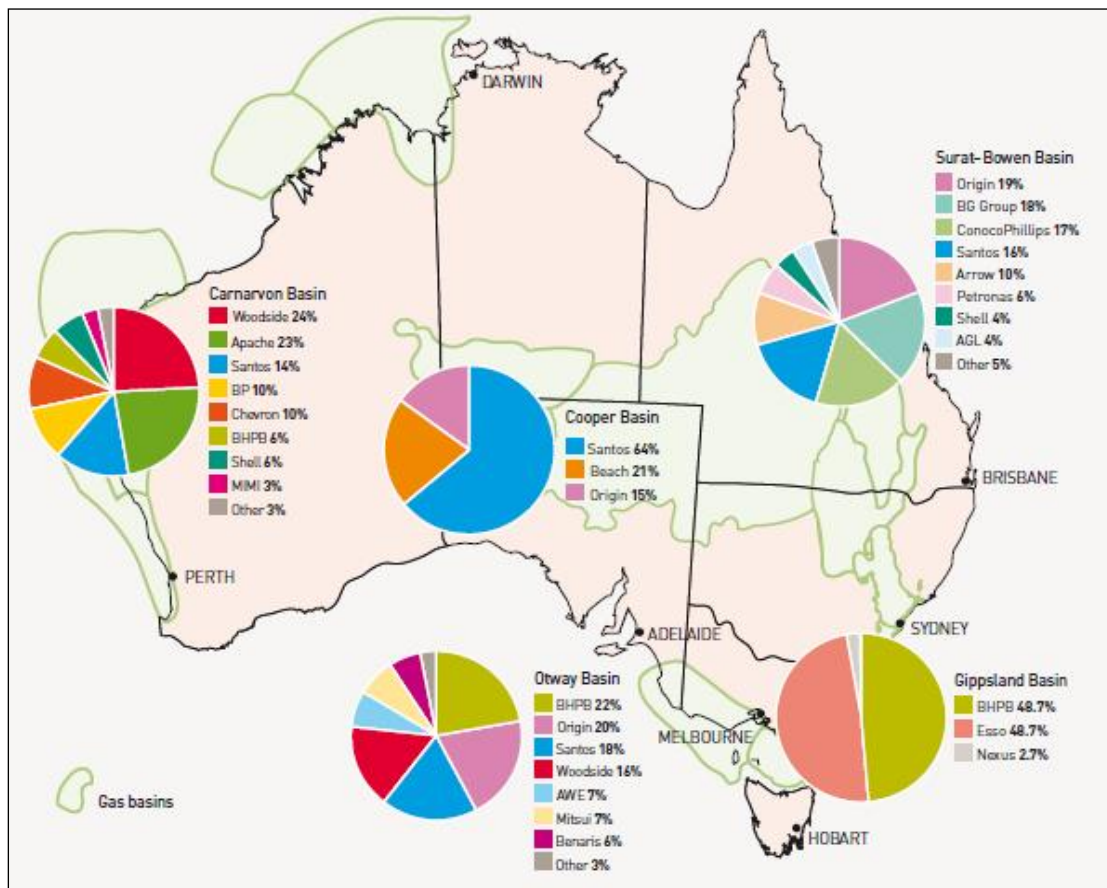 DARWIN
Surat-Bowen Basin
Origin 19%
BG Group 18%
ConocoPhillips 17%
Santos 16%
Arrow 10%
Petronas 6%
Shell 4%
AGL 4%
Other 5%
Carnarvon Basin
Woodside 24%
Apache 23%
Santos 14%
BP 10%
Chevron 10%
BHPB 6%
Shell 6%
MIMI 3%
Other 3%
Cooper Basin
Santos 64%
Beach 21%
Origin 15%
BRISBANE
PERTH
ADELAIDE
SYDNEY
Otway Basin
BHPB 22%
Origin 20%
Santos 18%
Woodside 16%
AWE 7%
Mitsui 7%
Benaris 6%
Other 3%
MELBOURNE
Gippsland Basin
BHPB 48.7%
Esso 48.7%
Nexus 2.7%
Gas basins
HOBART